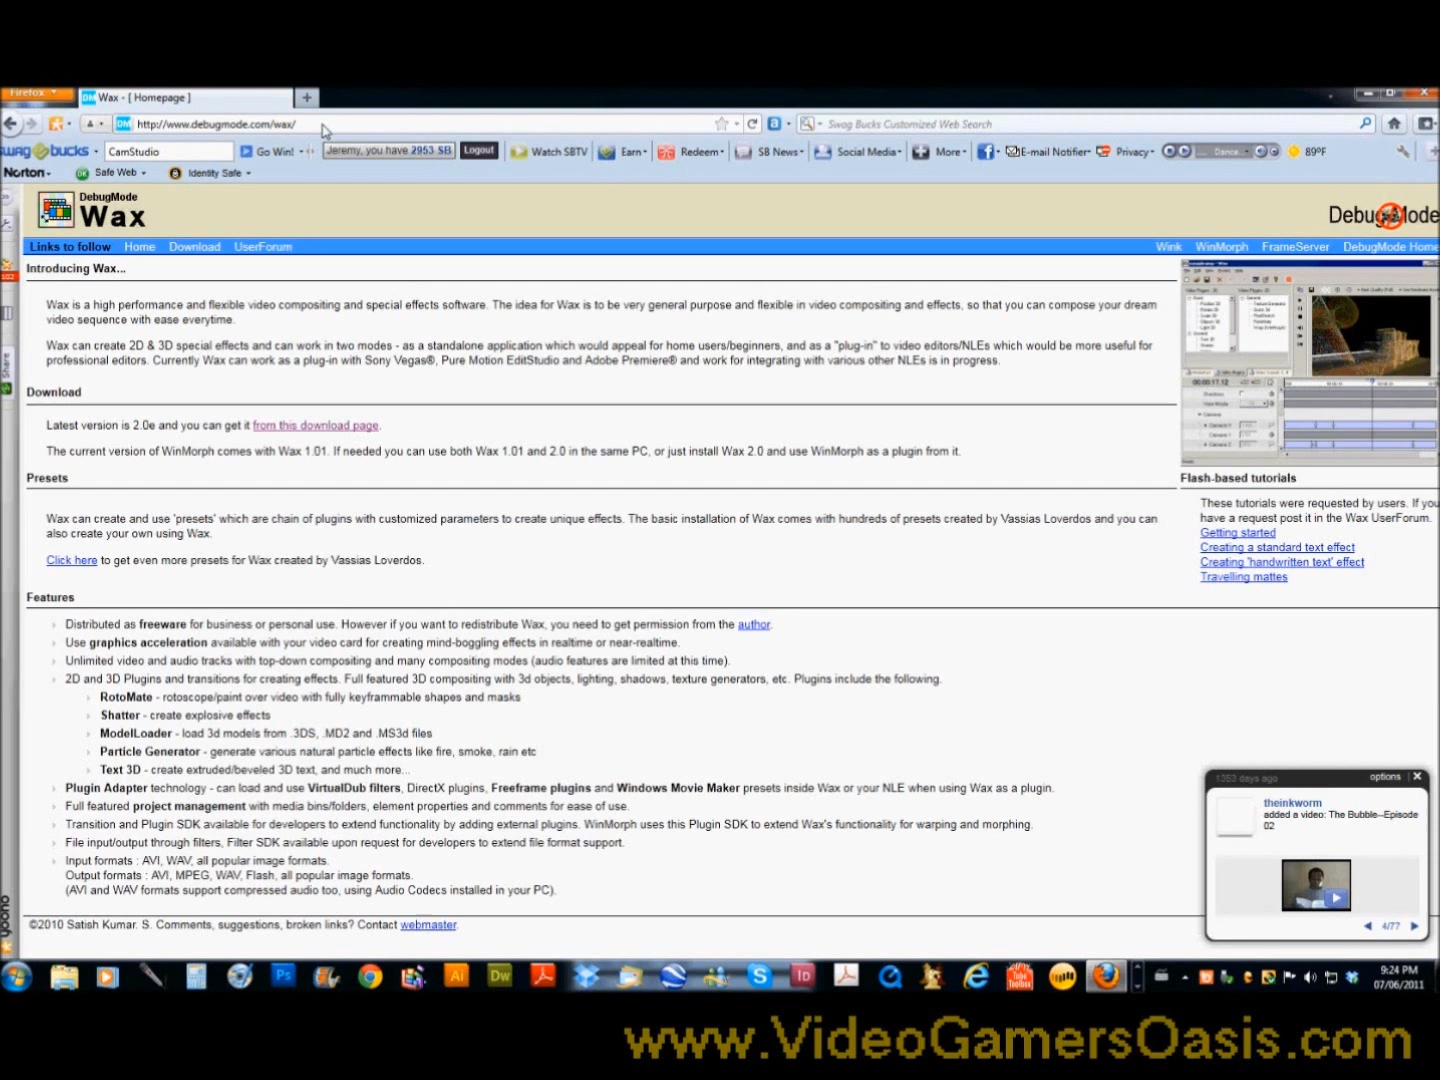 Firefox
Wax - [ Homepage ]
http://www.debugmode.com/wax/
Swag Bucks Customized Web Search
swagbucks
CamStudio
Go Win!
Jeremy, you have 2953 SB
Logout
Watch SBTV
Earn
Redeem
SB News
Social Media
More
E-mail Notifier
Privacy
Dance
89ºF
Norton
Safe Web
Identity Safe
DebugMode
Wax
DebugMode
Links to follow Home Download UserForum
Wink WinMorph FrameServer DebugMode Home
Introducing Wax...
Wax is a high performance and flexible video compositing and special effects software. The idea for Wax is to be very general purpose and flexible in video compositing and effects, so that you can compose your dream
video sequence with ease everytime.
Wax can create 2D & 3D special effects and can work in two modes - as a standalone application which would appeal for home users/beginners, and as a "plug-in" to video editors/NLEs which would be more useful for
professional editors. Currently Wax can work as a plug-in with Sony Vegas®, Pure Motion EditStudio and Adobe Premiere® and work for integrating with various other NLEs is in progress.
Download
Latest version is 2.0e and you can get it from this download page.
The current version of WinMorph comes with Wax 1.01. If needed you can use both Wax 1.01 and 2.0 in the same PC, or just install Wax 2.0 and use WinMorph as a plugin from it.
Presets
Wax can create and use 'presets' which are chain of plugins with customized parameters to create unique effects. The basic installation of Wax comes with hundreds of presets created by Vassias Loverdos and you can
also create your own using Wax.
Click here to get even more presets for Wax created by Vassias Loverdos.
Flash-based tutorials
These tutorials were requested by users. If you
have a request post it in the Wax UserForum.
Getting started
Creating a standard text effect
Creating 'handwritten text' effect
Travelling mattes
Features
Distributed as freeware for business or personal use. However if you want to redistribute Wax, you need to get permission from the author.
Use graphics acceleration available with your video card for creating mind-boggling effects in realtime or near-realtime.
Unlimited video and audio tracks with top-down compositing and many compositing modes (audio features are limited at this time).
2D and 3D Plugins and transitions for creating effects. Full featured 3D compositing with 3d objects, lighting, shadows, texture generators, etc. Plugins include the following.
RotoMate - rotoscope/paint over video with fully keyframmable shapes and masks
Shatter - create explosive effects
ModelLoader - load 3d models from .3DS, .MD2 and .MS3d files
Particle Generator - generate various natural particle effects like fire, smoke, rain etc
Text 3D - create extruded/beveled 3D text, and much more...
Plugin Adapter technology - can load and use VirtualDub filters, DirectX plugins, Freeframe plugins and Windows Movie Maker presets inside Wax or your NLE when using Wax as a plugin.
Full featured project management with media bins/folders, element properties and comments for ease of use.
Transition and Plugin SDK available for developers to extend functionality by adding external plugins. WinMorph uses this Plugin SDK to extend Wax's functionality for warping and morphing.
File input/output through filters, Filter SDK available upon request for developers to extend file format support.
Input formats : AVI, WAV, all popular image formats.
Output formats : AVI, MPEG, WAV, Flash, all popular image formats.
(AVI and WAV formats support compressed audio too, using Audio Codecs installed in your PC).
©2010 Satish Kumar. S. Comments, suggestions, broken links? Contact webmaster.
1353 days ago
options
theinkworm
added a video: The Bubble--Episode
02
4/77
Share
yoono
Ps
Ai
Dw
Id
9:24 PM
07/06/2011
www.VideoGamersOasis.com